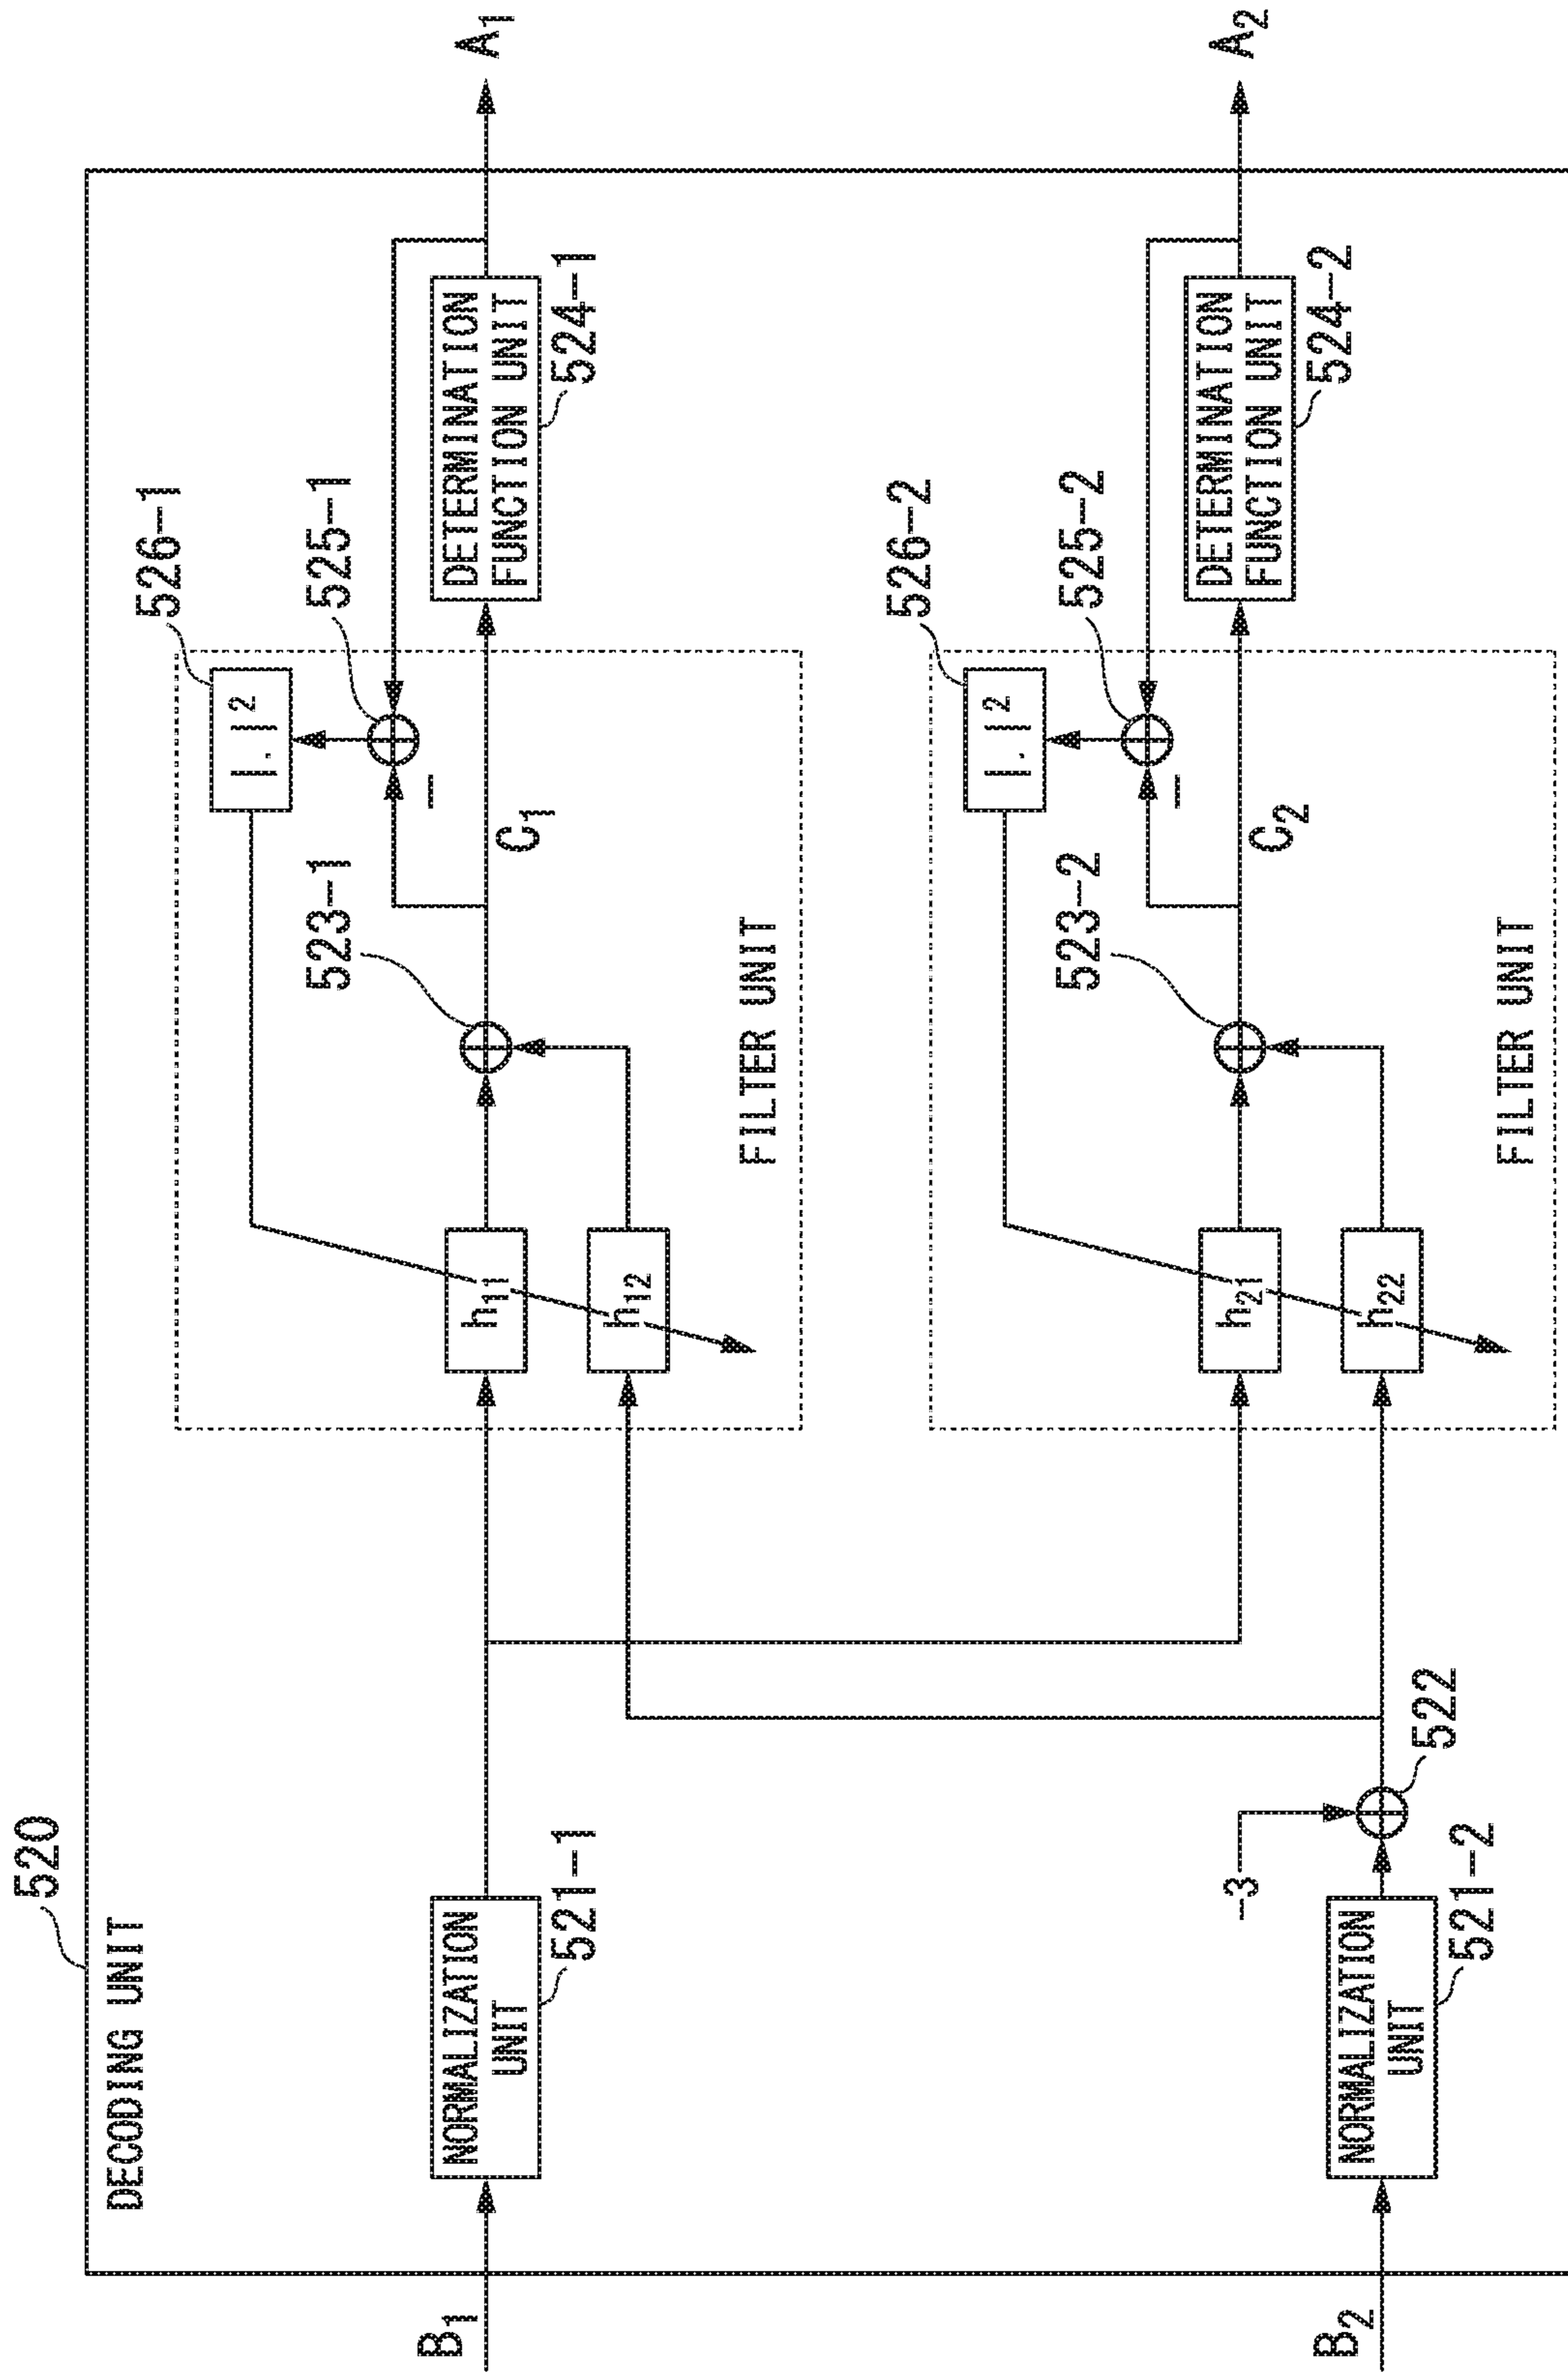 520
DECODING UNIT
B1
NORMALIZATION
UNIT
521-1
FILTER UNIT
h11
h12
523-1
C1
525-1
−
526-1
|.|²
DETERMINATION
FUNCTION UNIT
524-1
A1
B2
NORMALIZATION
UNIT
521-2
-3
522
FILTER UNIT
h21
h22
523-2
C2
525-2
−
526-2
|.|²
DETERMINATION
FUNCTION UNIT
524-2
A2